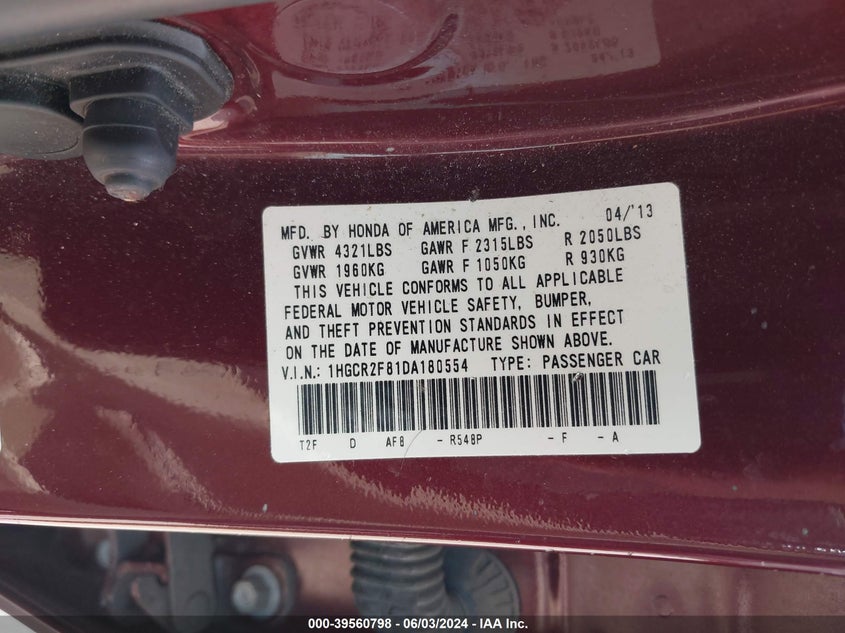 MFD. BY HONDA OF AMERICA MFG.,INC. 04/'13
GVWR 4321LBS GAWR F 2315LBS R 2050LBS
GVWR 1960KG GAWR F 1050KG R 930KG
THIS VEHICLE CONFORMS TO ALL APPLICABLE
FEDERAL MOTOR VEHICLE SAFETY, BUMPER,
AND THEFT PREVENTION STANDARDS IN EFFECT
ON THE DATE OF MANUFACTURE SHOWN ABOVE.
V.I.N.: 1HGCR2F81DA180554 TYPE: PASSENGER CAR
T2F D AF8 - R548P - F - A
000-39560798 - 06/03/2024 - IAA Inc.